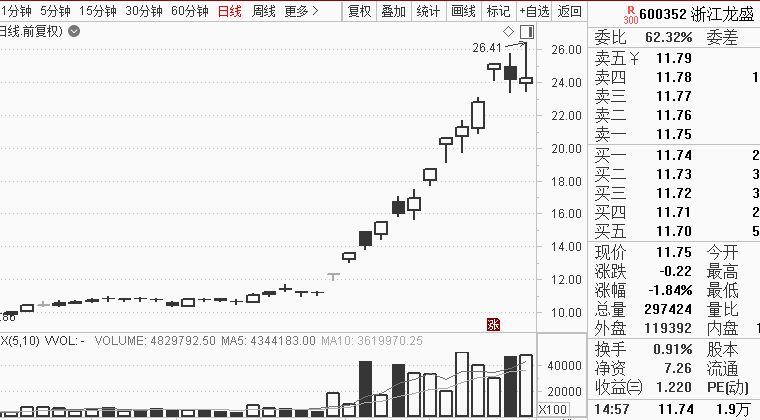 1分钟 5分钟 15分钟 30分钟 60分钟 日线 周线 更多 > 复权 叠加 统计 画线 标记 +自选 返回
日线.前复权)
26.41
26.00
24.00
22.00
20.00
18.00
16.00
14.00
12.00
10.00
涨
X(5,10) VVOL: - VOLUME: 4829792.50 MA5: 4344183.00 MA10: 3619970.25
40000
20000
X100
R 300 600352 浙江龙盛
委比 62.32% 委差
卖五 ¥ 11.79
卖四 11.78 1
卖三 11.77
卖二 11.76
卖一 11.75
买一 11.74 2
买二 11.73 3
买三 11.72 3
买四 11.71 2
买五 11.70 5
现价 11.75 今开
涨跌 -0.22 最高
涨幅 -1.84% 最低
总量 297424 量比
外盘 119392 内盘 1
换手 0.91% 股本
净资 7.26 流通
收益㈢ 1.220 PE(动)
14:57 11.74 1.9万